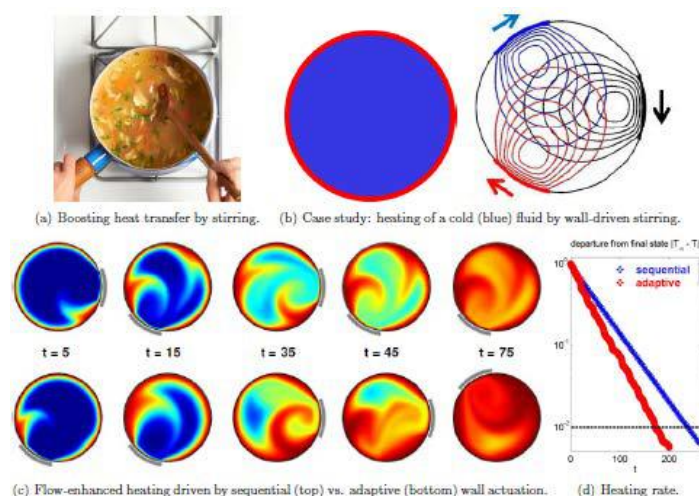 (a) Boosting heat transfer by stirring.
(b) Case study: heating of a cold (blue) fluid by wall-driven stirring.
departure from final state |T∞ - T|
sequential
adaptive
10⁰
10⁻¹
10⁻²
0 100 200
t
t = 5 t = 15 t = 35 t = 45 t = 75
(c) Flow-enhanced heating driven by sequential (top) vs. adaptive (bottom) wall actuation.
(d) Heating rate.